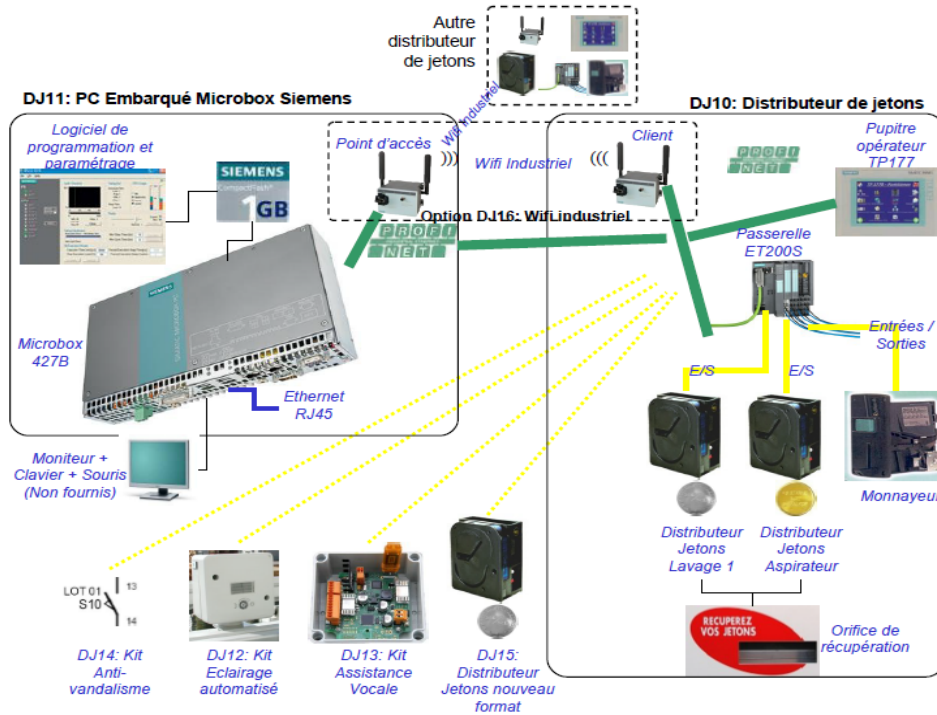 Autre
distributeur
de jetons
DJ11: PC Embarqué Microbox Siemens
DJ10: Distributeur de jetons
Logiciel de
programmation et
paramétrage
SIEMENS
CompactFlash
1
GB
Point d'accès
Wifi Industriel
Wifi Industriel
Client
PROFI
NET
Pupitre
opérateur
TP177
Option DJ16: Wifi industriel
PROFI
NET
Passerelle
ET200S
Entrées /
Sorties
Microbox
427B
Ethernet
RJ45
E/S
E/S
Moniteur +
Clavier + Souris
(Non fournis)
Monnayeur
Distributeur
Jetons
Lavage 1
Distributeur
Jetons
Aspirateur
LOT 01
S10
13
14
RECUPEREZ
VOS JETONS
Orifice de
récupération
DJ14: Kit
Anti-
vandalisme
DJ12: Kit
Eclairage
automatisé
DJ13: Kit
Assistance
Vocale
DJ15:
Distributeur
Jetons nouveau
format